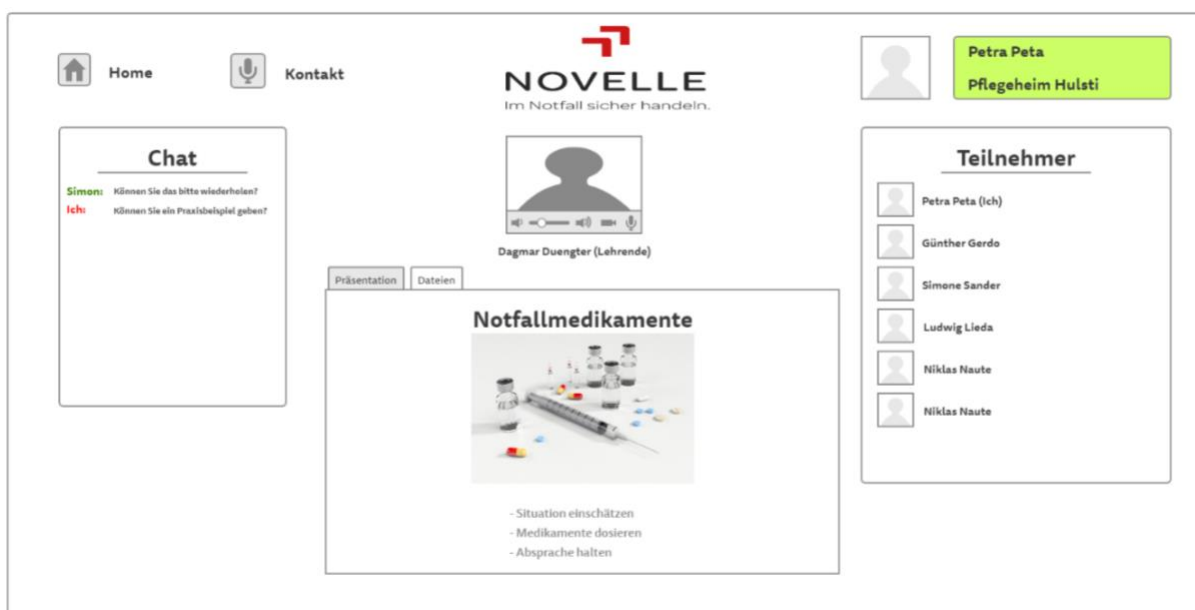 Home
Kontakt
NOVELLE
Im Notfall sicher handeln.
Petra Peta
Pflegeheim Hulsti
Chat
Simon: Können Sie das bitte wiederholen?
Ich: Können Sie ein Praxisbeispiel geben?
Dagmar Duengter (Lehrende)
Präsentation
Dateien
Notfallmedikamente
- Situation einschätzen
- Medikamente dosieren
- Absprache halten
Teilnehmer
Petra Peta (Ich)
Günther Gerdo
Simone Sander
Ludwig Lieda
Niklas Naute
Niklas Naute